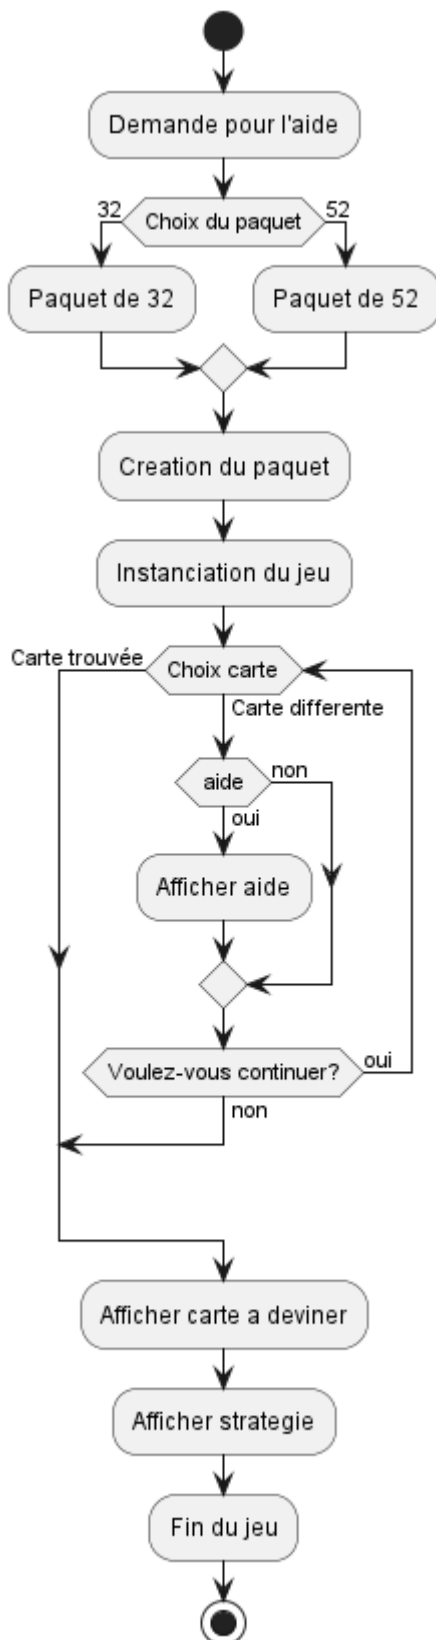 Demande pour l'aide
32
Choix du paquet
52
Paquet de 32
Paquet de 52
Creation du paquet
Instanciation du jeu
Carte trouvée
Choix carte
Carte differente
aide
non
oui
Afficher aide
Voulez-vous continuer?
oui
non
Afficher carte a deviner
Afficher strategie
Fin du jeu